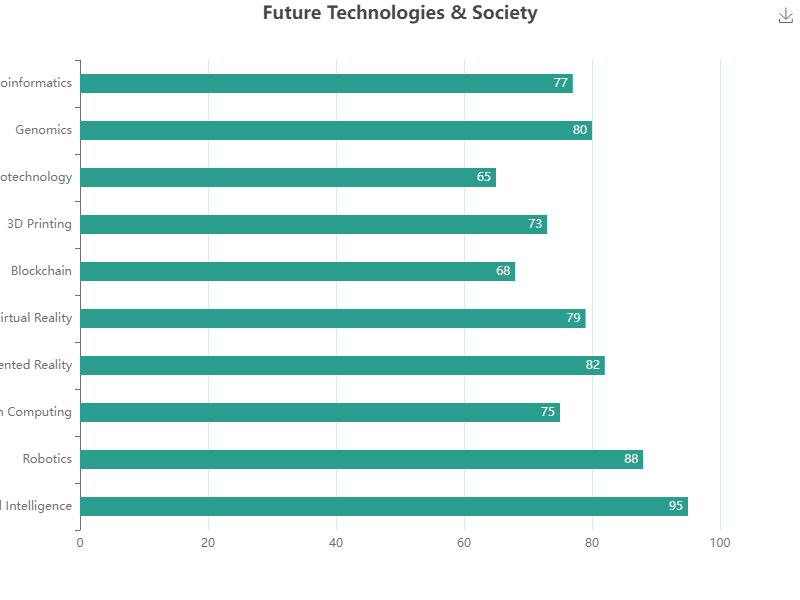 Future Technologies & Society
oinformatics 77
Genomics 80
otechnology 65
3D Printing 73
Blockchain 68
irtual Reality 79
ented Reality 82
n Computing 75
Robotics 88
l Intelligence 95
0 20 40 60 80 100